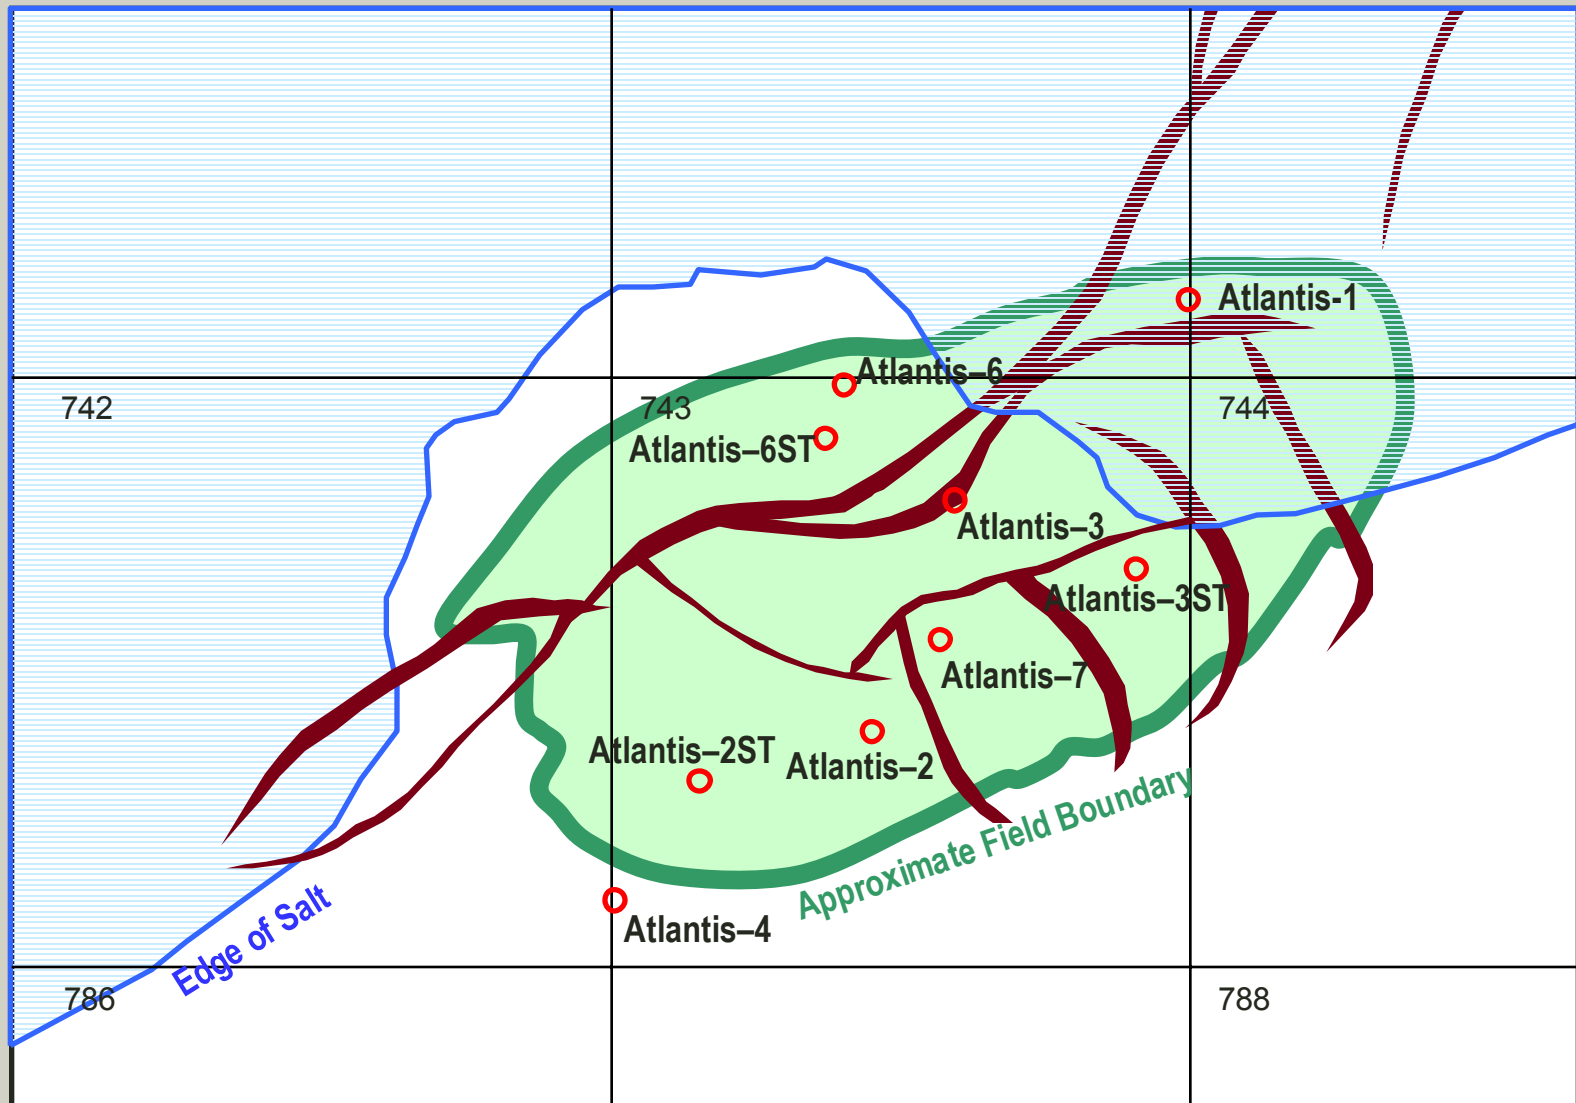 Atlantis-1
Atlantis–6
742
743
744
Atlantis–6ST
Atlantis–3
Atlantis–3ST
Atlantis–7
Atlantis–2ST
Atlantis–2
Approximate Field Boundary
Atlantis–4
Edge of Salt
786
788